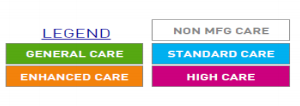 LEGEND
NON MFG CARE
GENERAL CARE
STANDARD CARE
ENHANCED CARE
HIGH CARE